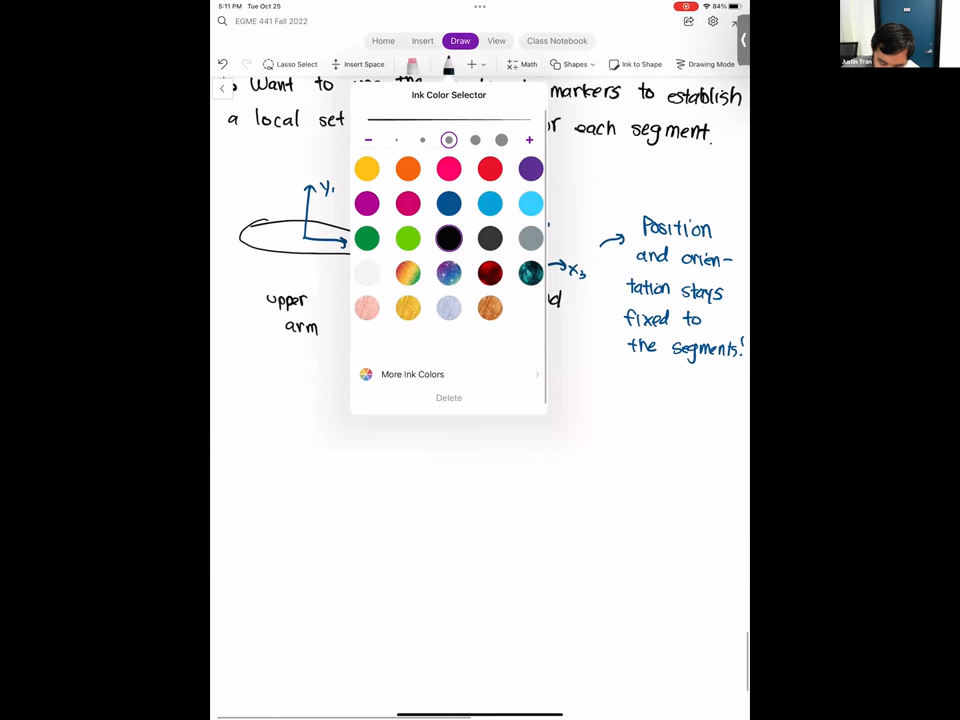 5:11 PM Tue Oct 25
84%
EGME 441 Fall 2022
Home Insert Draw View Class Notebook
Lasso Select Insert Space Math Shapes Ink to Shape Drawing Mode
Want to use the markers to establish
a local set for each segment.
Ink Color Selector
More Ink Colors
Delete
y1
x3
upper
arm
Position
and orien-
tation stays
fixed to
the segments!
Justin Tran